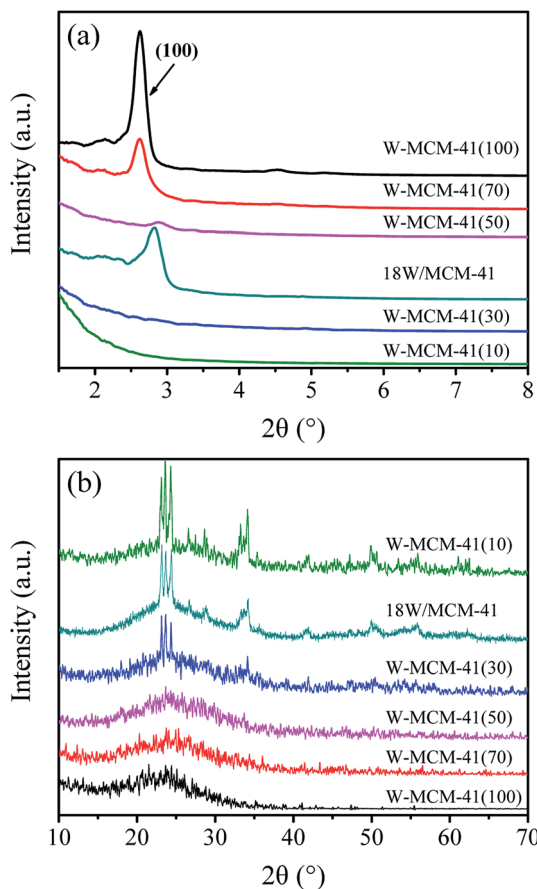 (a)
(100)
Intensity (a.u.)
W-MCM-41(100)
W-MCM-41(70)
W-MCM-41(50)
18W/MCM-41
W-MCM-41(30)
W-MCM-41(10)
2 3 4 5 6 7 8
2θ (°)
(b)
Intensity (a.u.)
W-MCM-41(10)
18W/MCM-41
W-MCM-41(30)
W-MCM-41(50)
W-MCM-41(70)
W-MCM-41(100)
10 20 30 40 50 60 70
2θ (°)